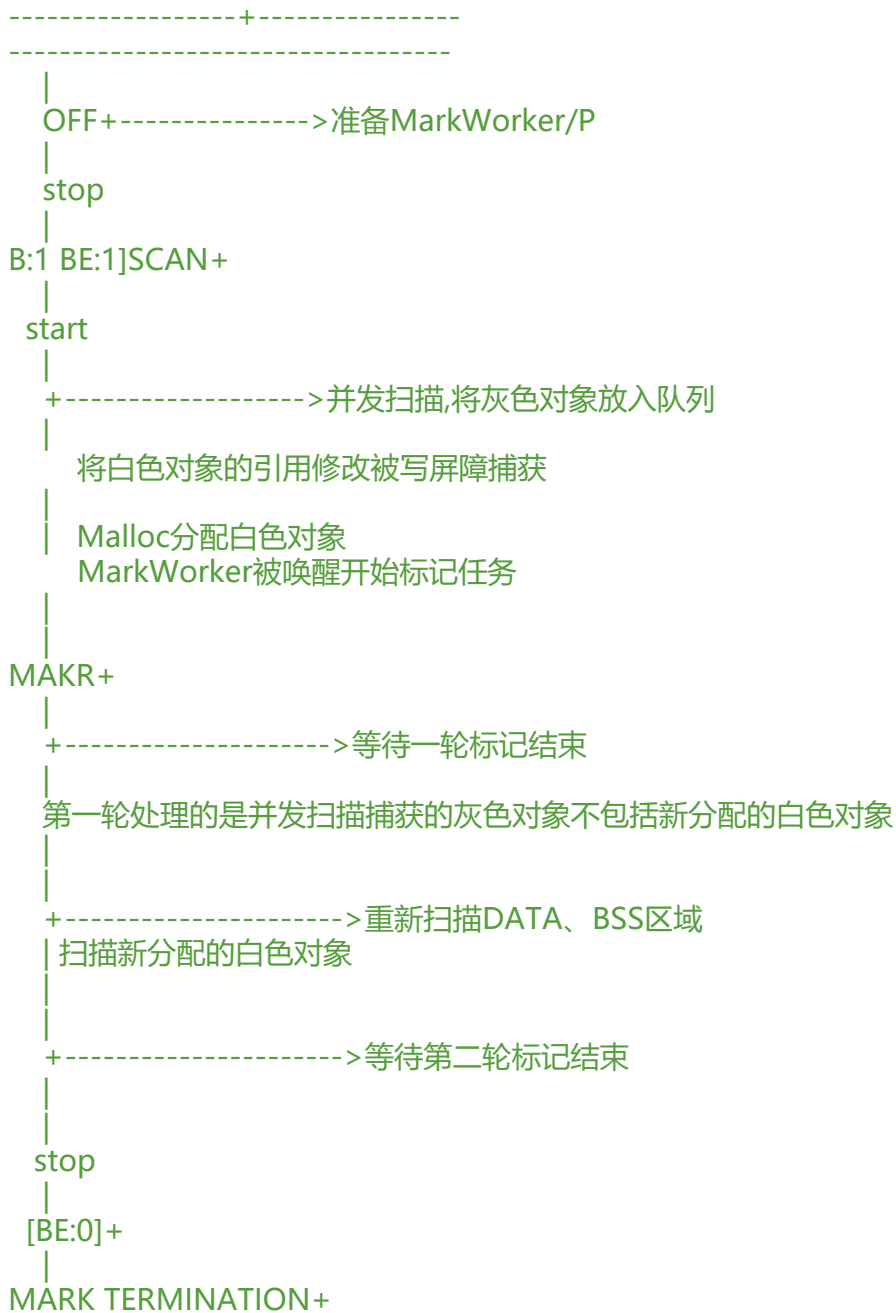 ------------------+----------------
-----------------------------------
|
OFF+--------------->准备MarkWorker/P
|
stop
|
B:1 BE:1]SCAN+
|
start
|
+------------------->并发扫描,将灰色对象放入队列
|
将白色对象的引用修改被写屏障捕获
|
| Malloc分配白色对象
MarkWorker被唤醒开始标记任务
|
|
MAKR+
|
+--------------------->等待一轮标记结束
|
第一轮处理的是并发扫描捕获的灰色对象不包括新分配的白色对象
|
|
+---------------------->重新扫描DATA、BSS区域
| 扫描新分配的白色对象
|
|
+---------------------->等待第二轮标记结束
|
|
stop
|
[BE:0]+
|
MARK TERMINATION+